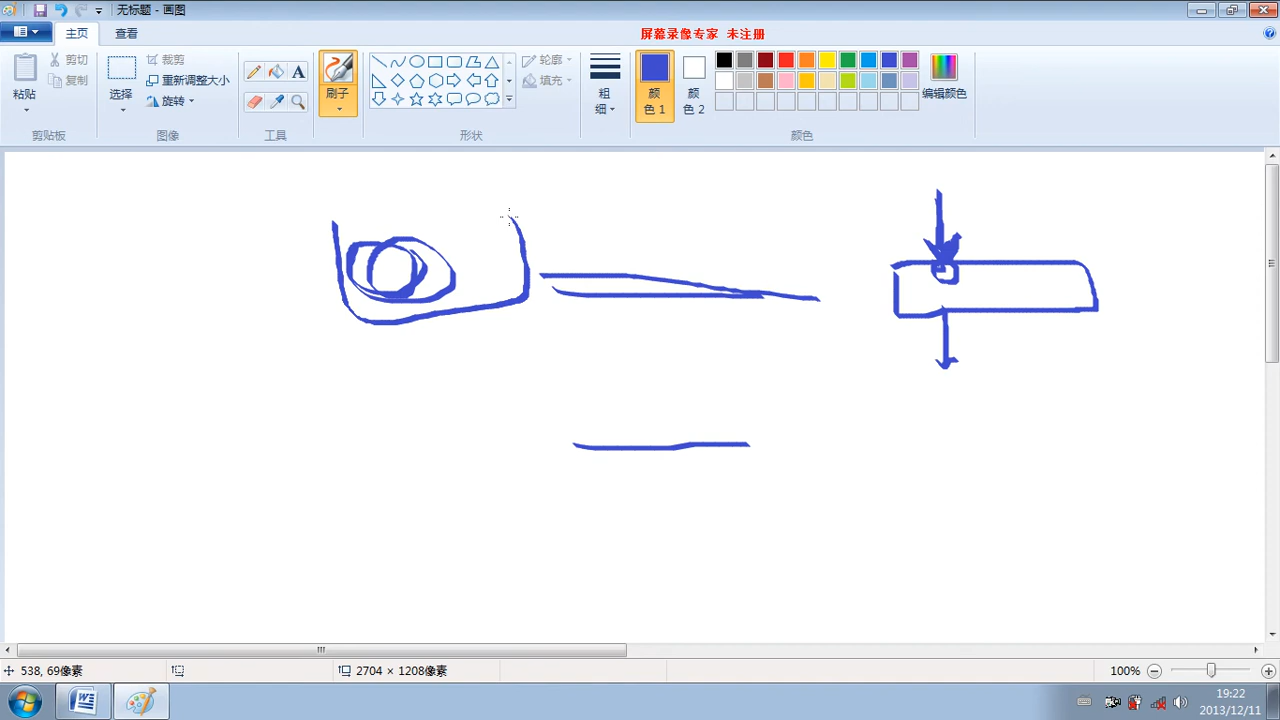 无标题 - 画图
主页
查看
屏幕录像专家 未注册
粘贴
剪切
复制
剪贴板
选择
裁剪
重新调整大小
旋转
图像
A
工具
刷子
轮廓
填充
形状
粗
细
颜
色 1
颜
色 2
编辑颜色
颜色
538, 69像素
2704 × 1208像素
100%
19:22
2013/12/11